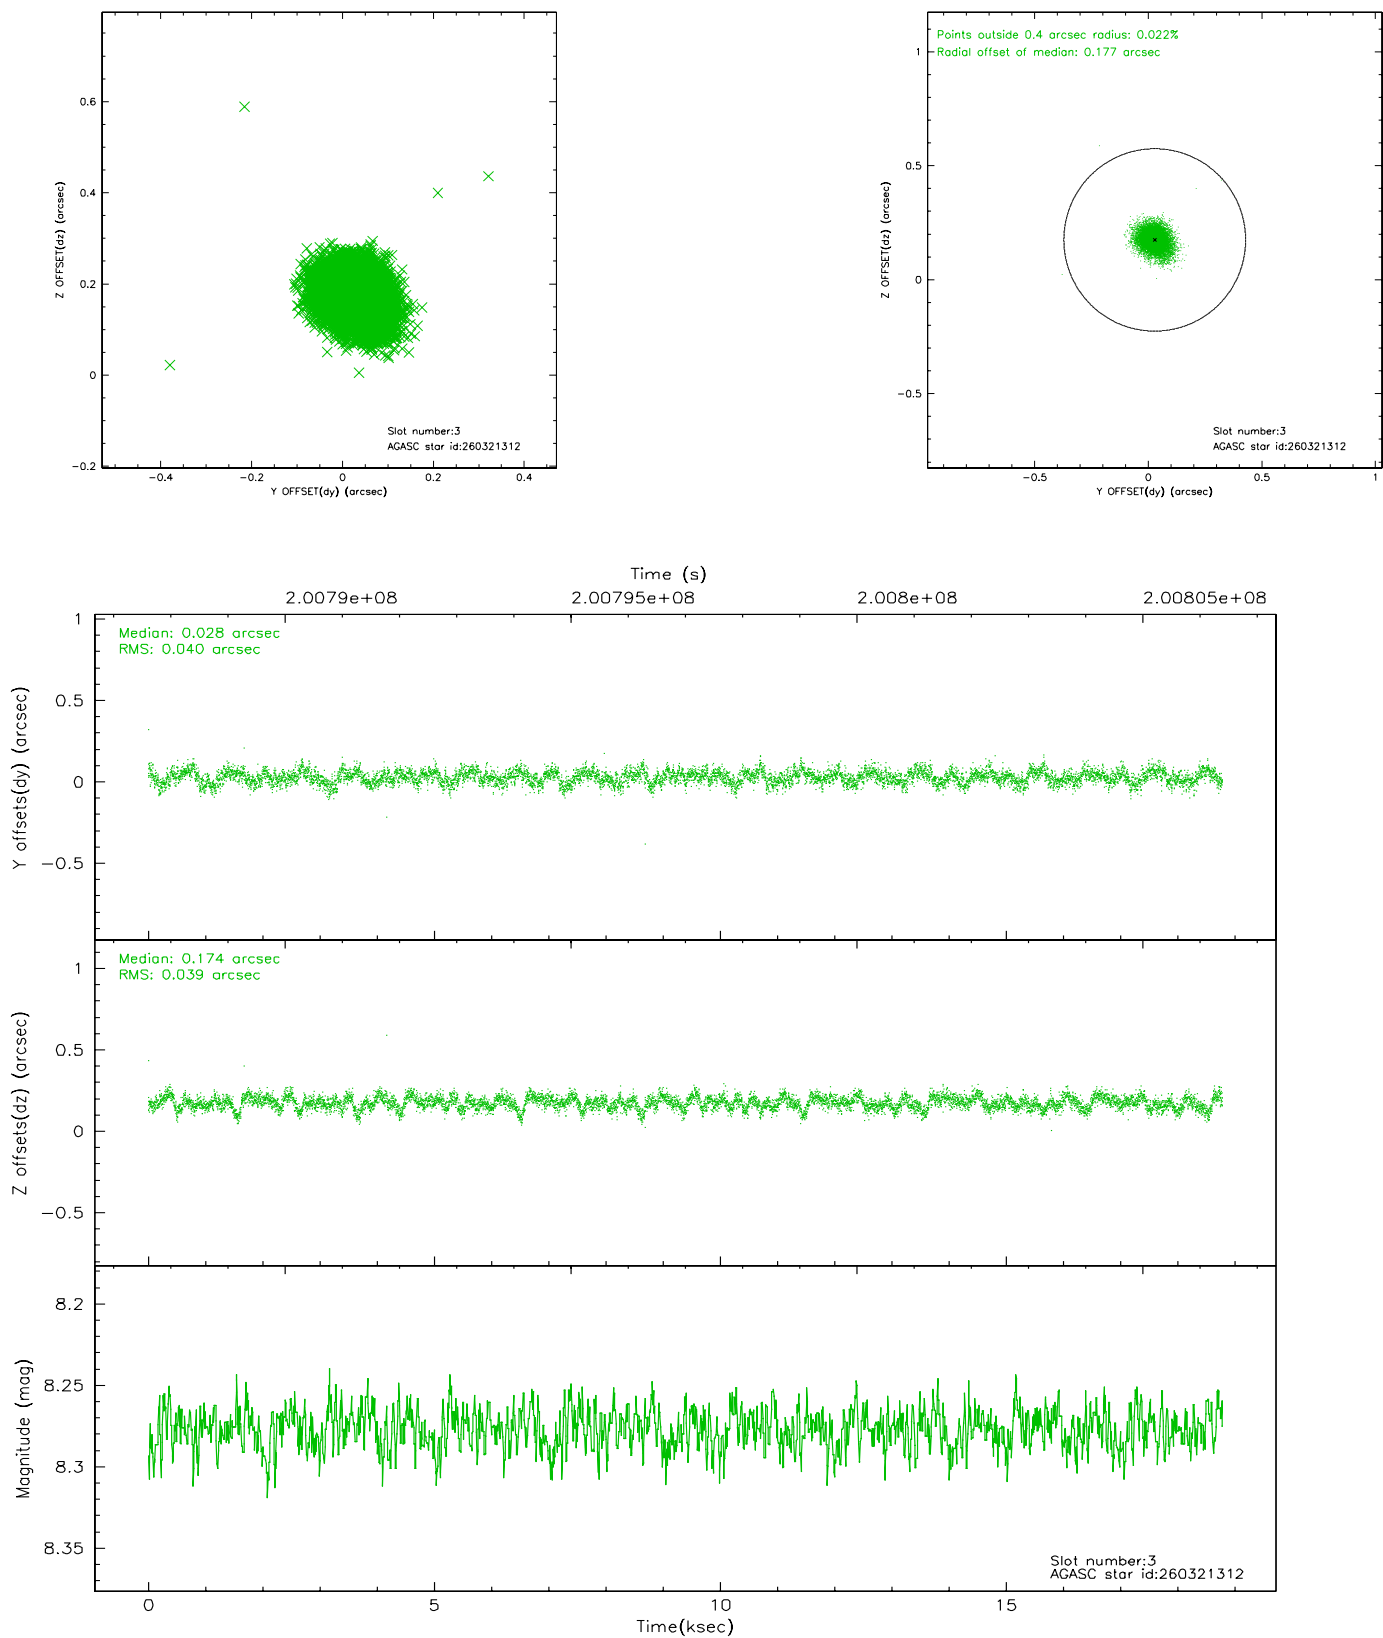 0.6
0.4
0.2
0
−0.2
Z OFFSET(dz) (arcsec)
Slot number:3
AGASC star id:260321312
−0.4 −0.2 0 0.2 0.4
Y OFFSET(dy) (arcsec)
Points outside 0.4 arcsec radius: 0.022%
Radial offset of median: 0.177 arcsec
1
0.5
0
−0.5
Z OFFSET(dz) (arcsec)
Slot number:3
AGASC star id:260321312
−0.5 0 0.5 1
Y OFFSET(dy) (arcsec)
Time (s)
2.0079e+08 2.00795e+08 2.008e+08 2.00805e+08
Median: 0.028 arcsec
RMS: 0.040 arcsec
1
0.5
0
−0.5
Y offsets(dy) (arcsec)
Median: 0.174 arcsec
RMS: 0.039 arcsec
1
0.5
0
−0.5
Z offsets(dz) (arcsec)
8.2
8.25
8.3
8.35
Magnitude (mag)
Slot number:3
AGASC star id:260321312
0 5 10 15
Time(ksec)